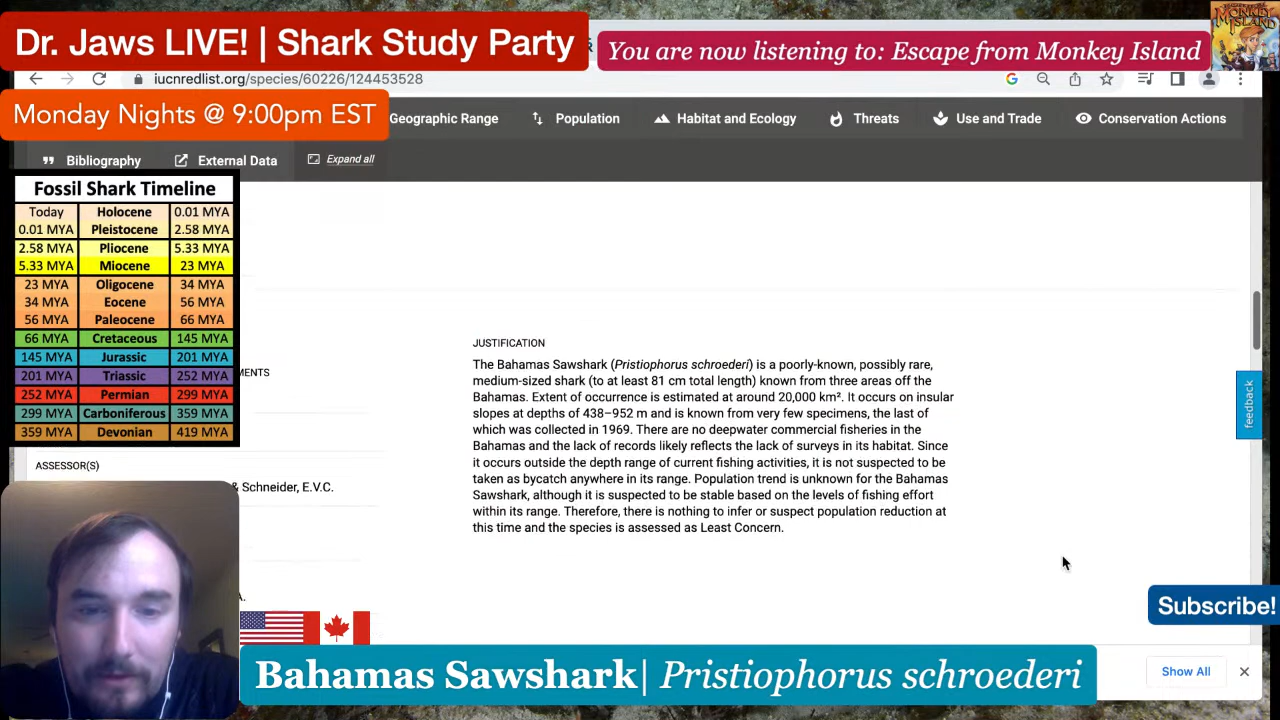 Dr. Jaws LIVE! | Shark Study Party
You are now listening to: Escape from Monkey Island
MONKEY ISLAND
iucnredlist.org/species/60226/124453528
Monday Nights @ 9:00pm EST
Geographic Range
Population
Habitat and Ecology
Threats
Use and Trade
Conservation Actions
Bibliography
External Data
Expand all
Fossil Shark Timeline
Today Holocene 0.01 MYA
0.01 MYA Pleistocene 2.58 MYA
2.58 MYA Pliocene 5.33 MYA
5.33 MYA Miocene 23 MYA
23 MYA Oligocene 34 MYA
34 MYA Eocene 56 MYA
56 MYA Paleocene 66 MYA
66 MYA Cretaceous 145 MYA
145 MYA Jurassic 201 MYA
201 MYA Triassic 252 MYA
252 MYA Permian 299 MYA
299 MYA Carboniferous 359 MYA
359 MYA Devonian 419 MYA
MENTS
ASSESSOR(S)
& Schneider, E.V.C.
A.
JUSTIFICATION
The Bahamas Sawshark (Pristiophorus schroederi) is a poorly-known, possibly rare,
medium-sized shark (to at least 81 cm total length) known from three areas off the
Bahamas. Extent of occurrence is estimated at around 20,000 km². It occurs on insular
slopes at depths of 438–952 m and is known from very few specimens, the last of
which was collected in 1969. There are no deepwater commercial fisheries in the
Bahamas and the lack of records likely reflects the lack of surveys in its habitat. Since
it occurs outside the depth range of current fishing activities, it is not suspected to be
taken as bycatch anywhere in its range. Population trend is unknown for the Bahamas
Sawshark, although it is suspected to be stable based on the levels of fishing effort
within its range. Therefore, there is nothing to infer or suspect population reduction at
this time and the species is assessed as Least Concern.
feedback
Subscribe!
Bahamas Sawshark| Pristiophorus schroederi
Show All